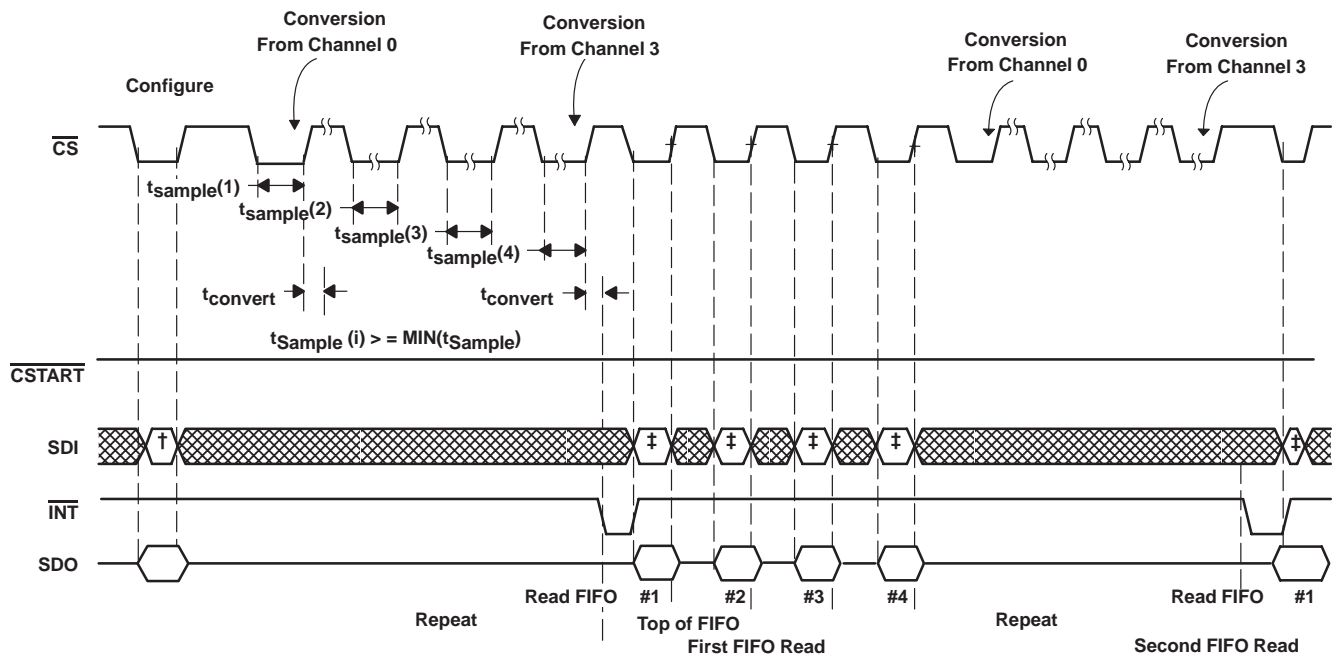 Conversion
From Channel 0
Conversion
From Channel 3
Conversion
From Channel 0
Conversion
From Channel 3
Configure
CS
tsample(1)
tsample(2)
tsample(3)
tsample(4)
tconvert
tconvert
tSample (i) > = MIN(tSample)
CSTART
SDI
†
‡
‡
‡
‡
‡
INT
SDO
Read FIFO
#1
#2
#3
#4
Read FIFO
#1
Repeat
Top of FIFO
Repeat
First FIFO Read
Second FIFO Read